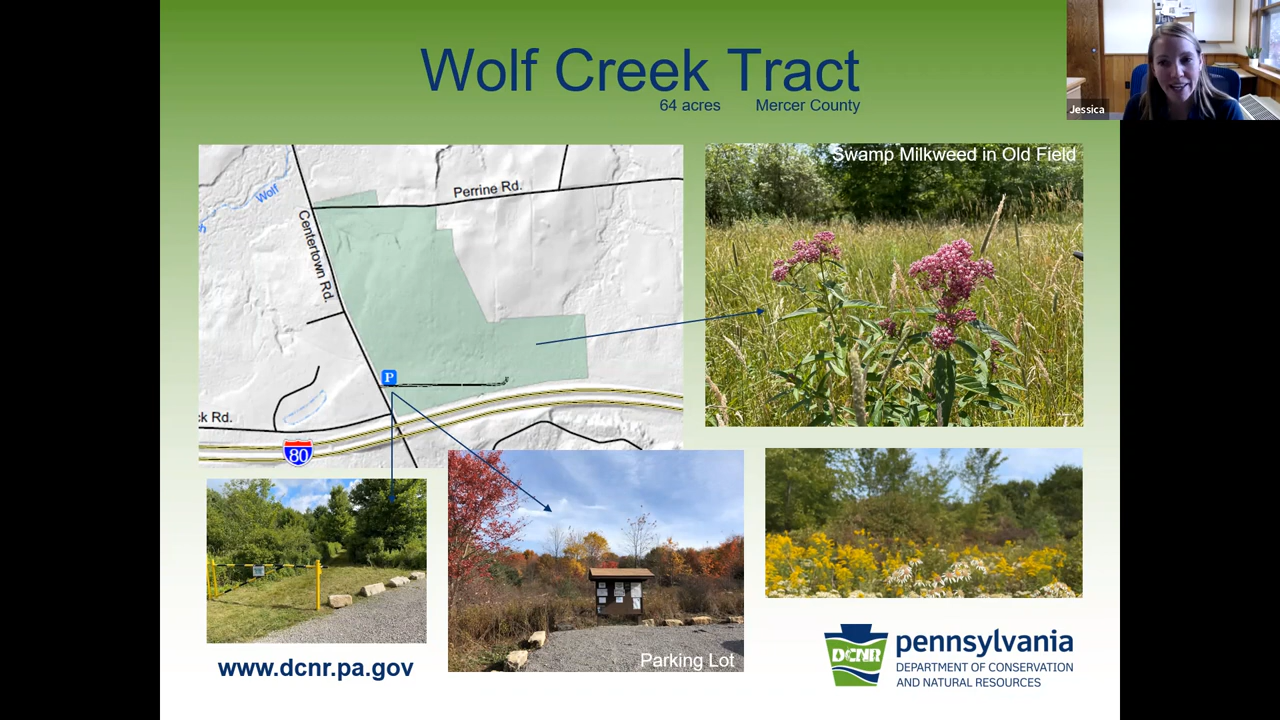 Wolf Creek Tract
64 acres Mercer County
Jessica
Swamp Milkweed in Old Field
Perrine Rd.
Wolf
Centertown Rd.
P
ck Rd.
80
Parking Lot
www.dcnr.pa.gov
DCNR
pennsylvania
DEPARTMENT OF CONSERVATION
AND NATURAL RESOURCES